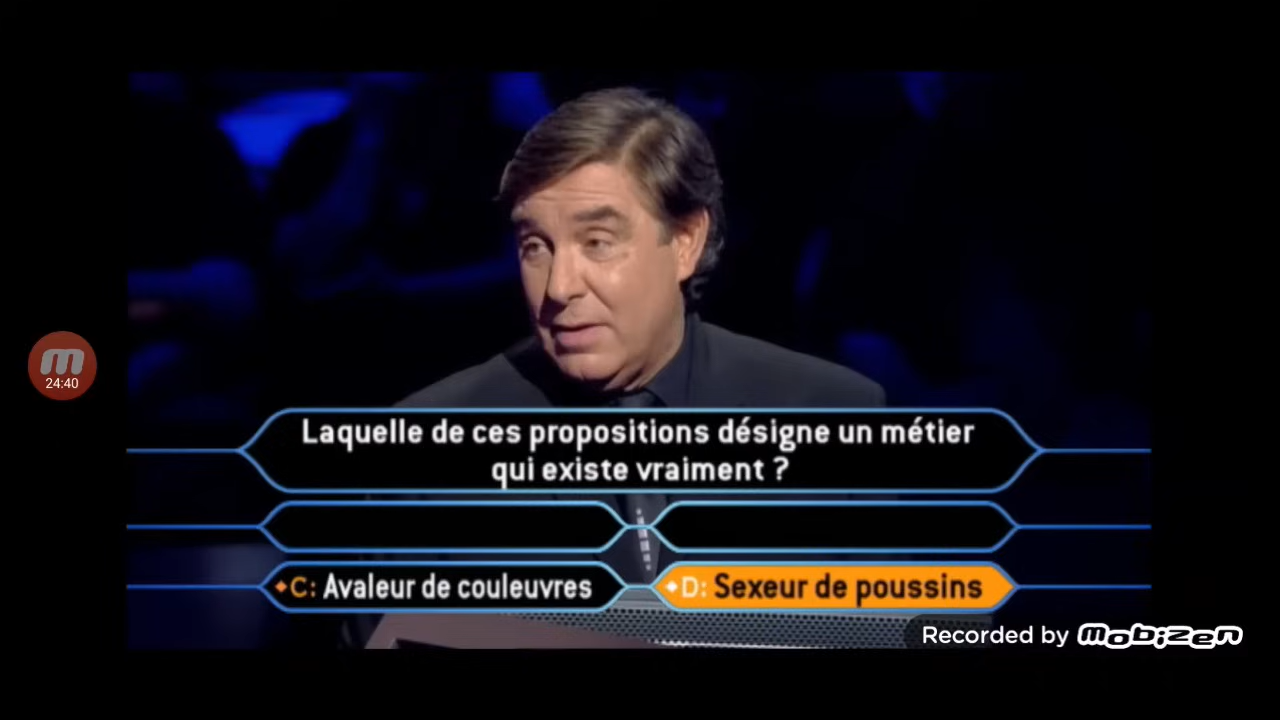 Laquelle de ces propositions désigne un métier
qui existe vraiment ?
C: Avaleur de couleuvres
D: Sexeur de poussins
24:40
Recorded by mobizen